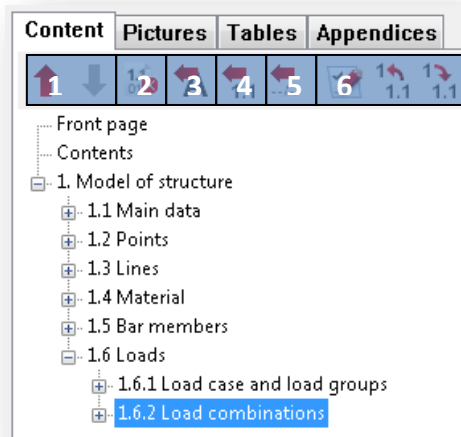 Content Pictures Tables Appendices
1 2 3 4 5 6 1 1.1 1 1.1
Front page
Contents
1. Model of structure
1.1 Main data
1.2 Points
1.3 Lines
1.4 Material
1.5 Bar members
1.6 Loads
1.6.1 Load case and load groups
1.6.2 Load combinations